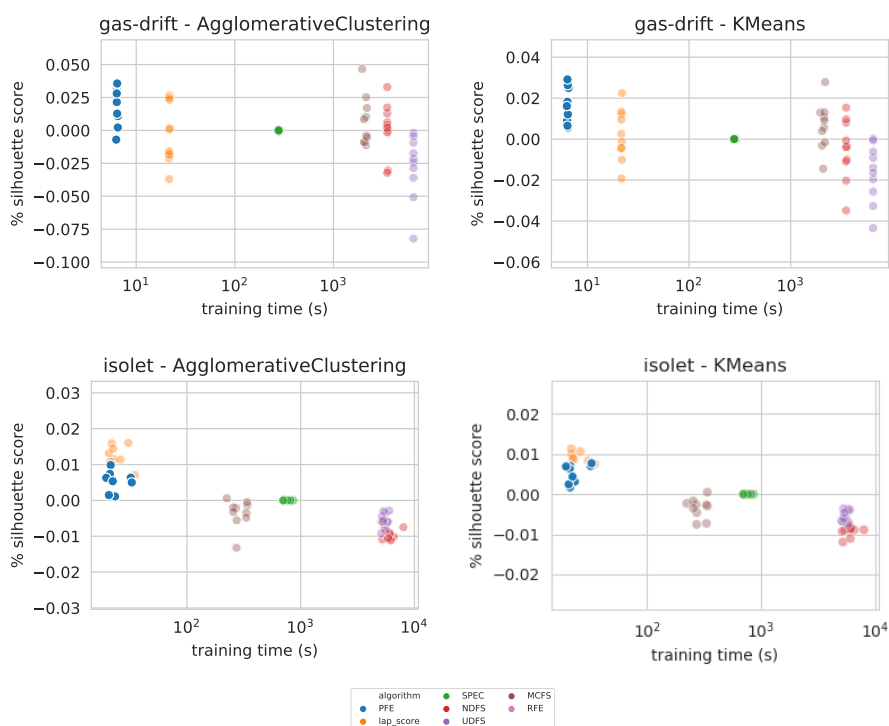 gas-drift - AgglomerativeClustering
% silhouette score
0.050
0.025
0.000
−0.025
−0.050
−0.075
−0.100
10¹ 10² 10³
training time (s)
gas-drift - KMeans
% silhouette score
0.04
0.02
0.00
−0.02
−0.04
−0.06
10¹ 10² 10³
training time (s)
isolet - AgglomerativeClustering
% silhouette score
0.03
0.02
0.01
0.00
−0.01
−0.02
−0.03
10² 10³ 10⁴
training time (s)
isolet - KMeans
% silhouette score
0.02
0.01
0.00
−0.01
−0.02
10² 10³ 10⁴
training time (s)
algorithm SPEC MCFS
PFE NDFS RFE
lap_score UDFS